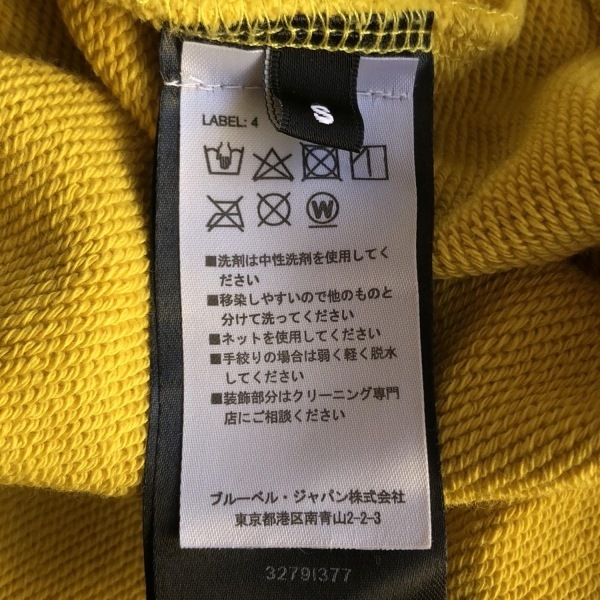 S
LABEL: 4
W
■洗剤は中性洗剤を使用してく
ださい
■移染しやすいので他のものと
分けて洗ってください
■ネットを使用してください
■手絞りの場合は弱く軽く脱水
してください
■装飾部分はクリーニング専門
店にご相談ください
ブルーベル・ジャパン株式会社
東京都港区南青山2-2-3
32791377